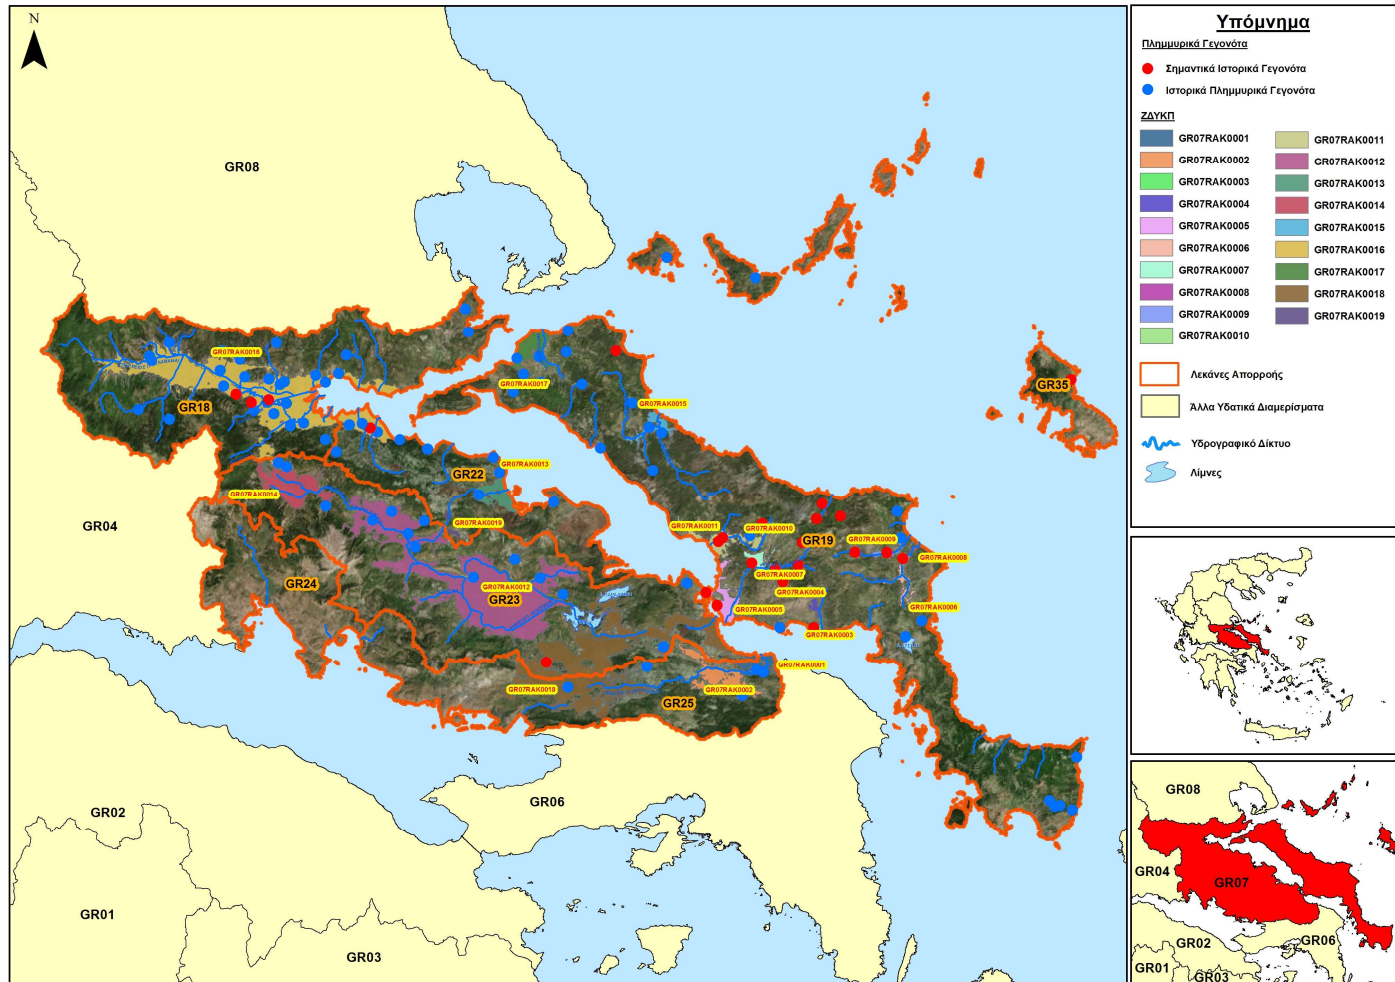 N
GR08
GR07RAK0016
GR18
GR07RAK0017
GR07RAK0015
GR35
GR22
GR07RAK0013
GR07RAK0014
GR04
GR07RAK0019
GR07RAK0011
GR07RAK0010
GR19
GR07RAK0009
GR07RAK0008
GR24
GR07RAK0012
GR23
GR07RAK0007
GR07RAK0004
GR07RAK0005
GR07RAK0006
GR07RAK0003
GR07RAK0001
GR07RAK0018
GR07RAK0002
GR25
GR06
GR02
GR01
GR03
Υπόμνημα
Πλημμυρικά Γεγονότα
Σημαντικά Ιστορικά Γεγονότα
Ιστορικά Πλημμυρικά Γεγονότα
ΖΔΥΚΠ
GR07RAK0001
GR07RAK0002
GR07RAK0003
GR07RAK0004
GR07RAK0005
GR07RAK0006
GR07RAK0007
GR07RAK0008
GR07RAK0009
GR07RAK0010
GR07RAK0011
GR07RAK0012
GR07RAK0013
GR07RAK0014
GR07RAK0015
GR07RAK0016
GR07RAK0017
GR07RAK0018
GR07RAK0019
Λεκάνες Απορροής
Άλλα Υδατικά Διαμερίσματα
Υδρογραφικό Δίκτυο
Λίμνες
GR08
GR04
GR07
GR02
GR06
GR01
GR03